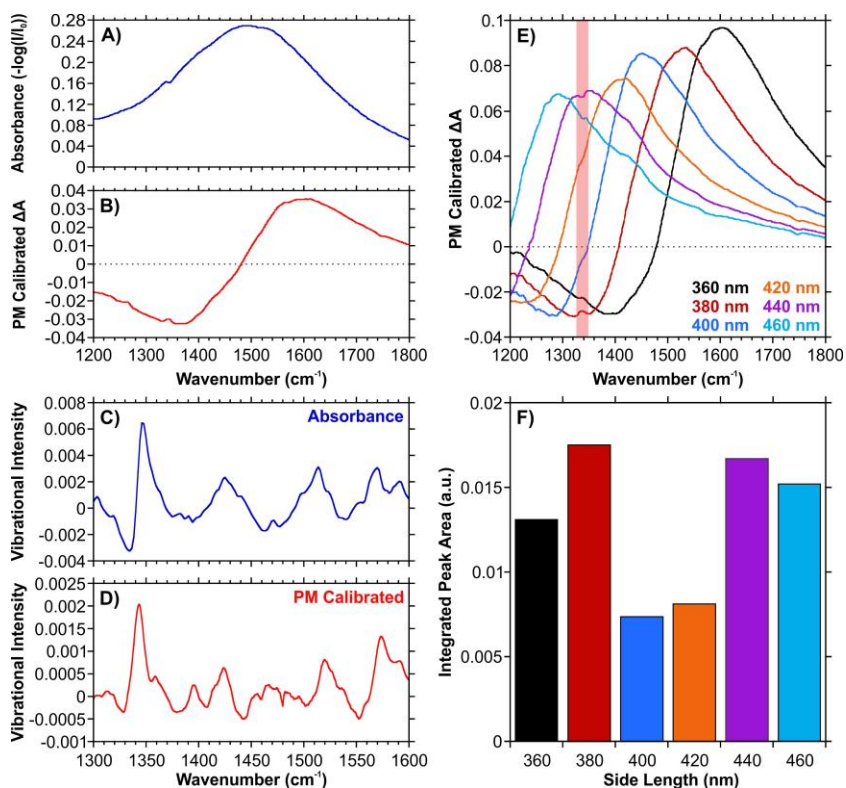 A)
Absorbance (-log(I/I₀)
0.28
0.24
0.20
0.16
0.12
0.08
0.04
0
B)
PM Calibrated ΔA
0.04
0.03
0.02
0.01
0
-0.01
-0.02
-0.03
-0.04
1200 1300 1400 1500 1600 1700 1800
Wavenumber (cm⁻¹)
E)
PM Calibrated ΔA
0.1
0.08
0.06
0.04
0.02
0
-0.02
-0.04
360 nm 420 nm
380 nm 440 nm
400 nm 460 nm
1200 1300 1400 1500 1600 1700 1800
Wavenumber (cm⁻¹)
C)
Absorbance
Vibrational Intensity
0.008
0.006
0.004
0.002
0
-0.002
-0.004
D)
PM Calibrated
Vibrational Intensity
0.0025
0.002
0.0015
0.001
0.0005
0
-0.0005
-0.001
1300 1350 1400 1450 1500 1550 1600
Wavenumber (cm⁻¹)
F)
Integrated Peak Area (a.u.)
0.02
0.015
0.01
0.005
0
360 380 400 420 440 460
Side Length (nm)